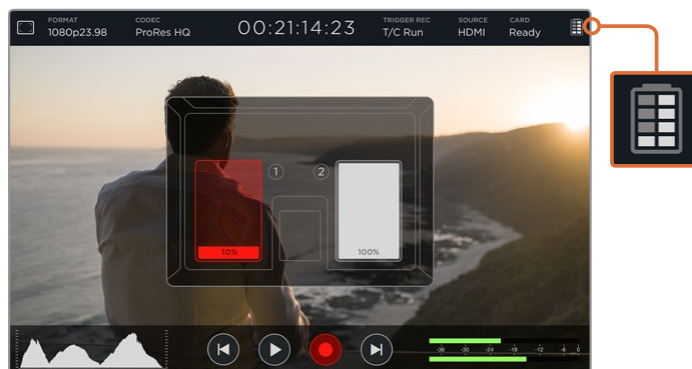 FORMAT CODEC TRIGGER REC SOURCE CARD
1080p23.98 ProRes HQ 00:21:14:23 T/C Run HDMI Ready
1 2
10% 100%
-36 -30 -24 -18 -12 -6 0